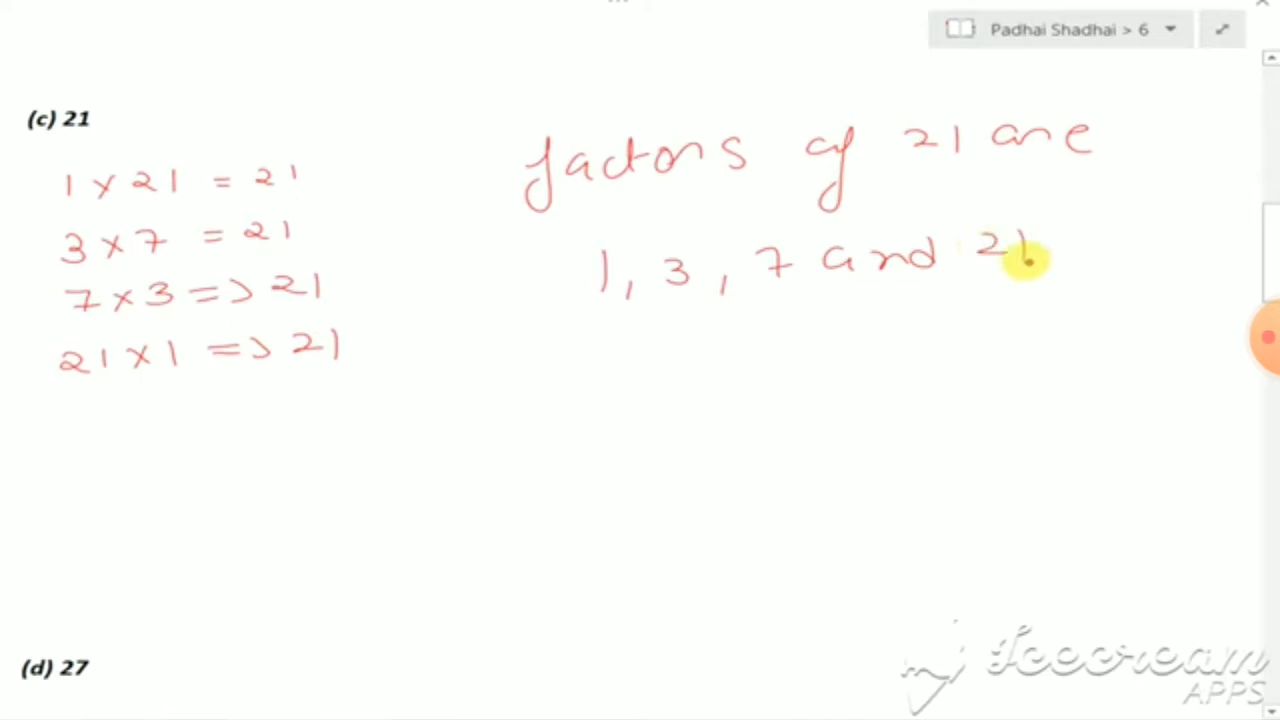 Padhai Shadhai > 6
(c) 21
1 × 21 = 21
3 × 7 = 21
7 × 3 => 21
21 × 1 => 21
factors of 21 are
1, 3, 7 and 21
(d) 27
Icecream
APPS